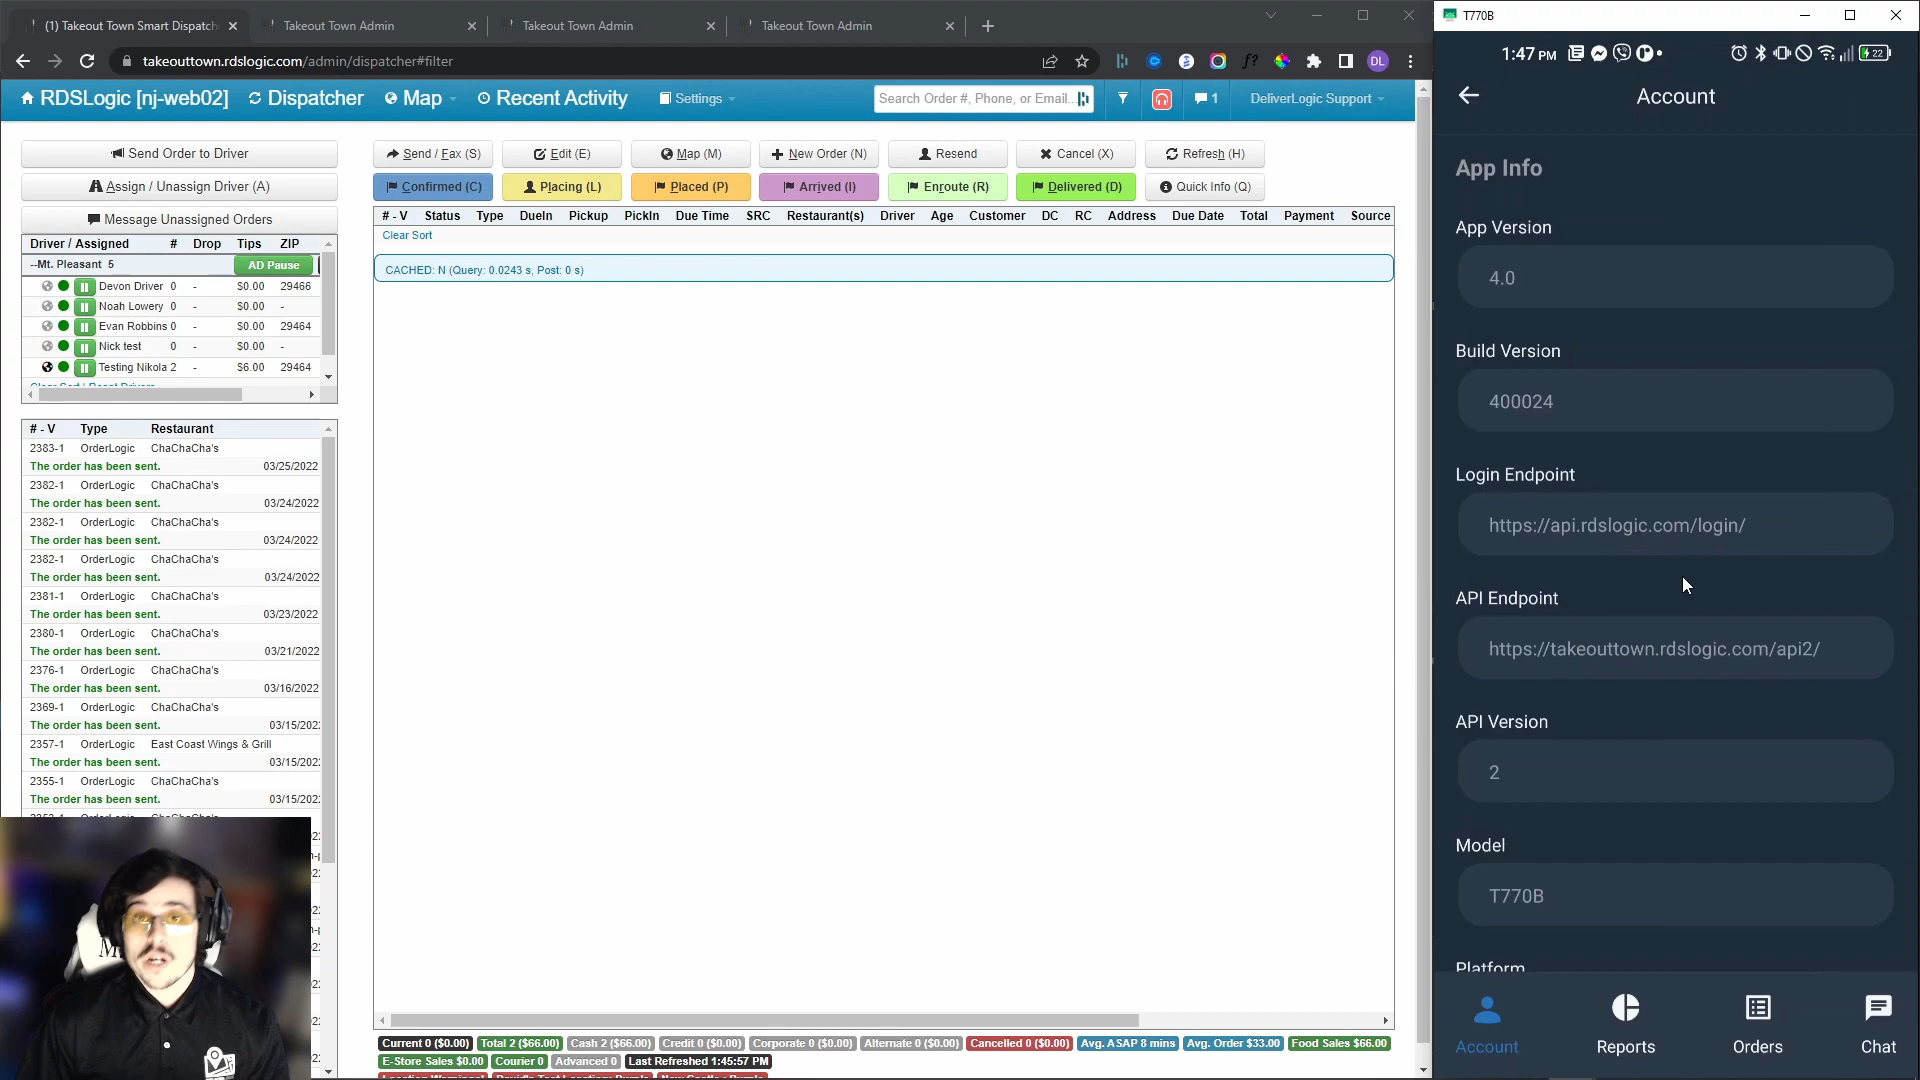 (1) Takeout Town Smart Dispatch
Takeout Town Admin
Takeout Town Admin
Takeout Town Admin
takeouttown.rdslogic.com/admin/dispatcher#filter
DL
RDSLogic [nj-web02]
Dispatcher
Map
Recent Activity
Settings
Search Order #, Phone, or Email...
1
DeliverLogic Support
Send Order to Driver
Assign / Unassign Driver (A)
Message Unassigned Orders
Send / Fax (S)
Edit (E)
Map (M)
New Order (N)
Resend
Cancel (X)
Refresh (H)
Confirmed (C)
Placing (L)
Placed (P)
Arrived (I)
Enroute (R)
Delivered (D)
Quick Info (Q)
Driver / Assigned # Drop Tips ZIP
--Mt. Pleasant 5 AD Pause
Devon Driver 0 - $0.00 29466
Noah Lowery 0 - $0.00 -
Evan Robbins 0 - $0.00 29464
Nick test 0 - $0.00 -
Testing Nikola 2 - $6.00 29464
Clear Sort | Reset Drivers
# - V Status Type DueIn Pickup PickIn Due Time SRC Restaurant(s) Driver Age Customer DC RC Address Due Date Total Payment Source
Clear Sort
CACHED: N (Query: 0.0243 s, Post: 0 s)
# - V Type Restaurant
2383-1 OrderLogic ChaChaCha's
The order has been sent. 03/25/2022
2382-1 OrderLogic ChaChaCha's
The order has been sent. 03/24/2022
2382-1 OrderLogic ChaChaCha's
The order has been sent. 03/24/2022
2382-1 OrderLogic ChaChaCha's
The order has been sent. 03/24/2022
2381-1 OrderLogic ChaChaCha's
The order has been sent. 03/23/2022
2380-1 OrderLogic ChaChaCha's
The order has been sent. 03/21/2022
2376-1 OrderLogic ChaChaCha's
The order has been sent. 03/16/2022
2369-1 OrderLogic ChaChaCha's
The order has been sent. 03/15/202
2357-1 OrderLogic East Coast Wings & Grill
The order has been sent. 03/15/202
2355-1 OrderLogic ChaChaCha's
The order has been sent. 03/15/202
Current 0 ($0.00) Total 2 ($66.00) Cash 2 ($66.00) Credit 0 ($0.00) Corporate 0 ($0.00) Alternate 0 ($0.00) Cancelled 0 ($0.00) Avg. ASAP 8 mins Avg. Order $33.00 Food Sales $66.00
E-Store Sales $0.00 Courier 0 Advanced 0 Last Refreshed 1:45:57 PM
T770B
1:47 PM
22
Account
App Info
App Version
4.0
Build Version
400024
Login Endpoint
https://api.rdslogic.com/login/
API Endpoint
https://takeouttown.rdslogic.com/api2/
API Version
2
Model
T770B
Platform
Account
Reports
Orders
Chat